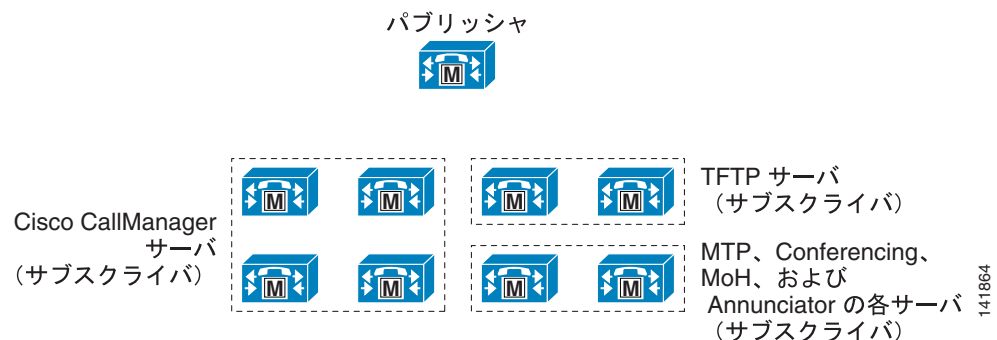 パブリッシャ
M
M
M
M
M
TFTP サーバ
（サブスクライバ）
Cisco CallManager
サーバ
（サブスクライバ）
M
M
M
M
MTP、Conferencing、
MoH、および
Annunciator の各サーバ
（サブスクライバ）
141864